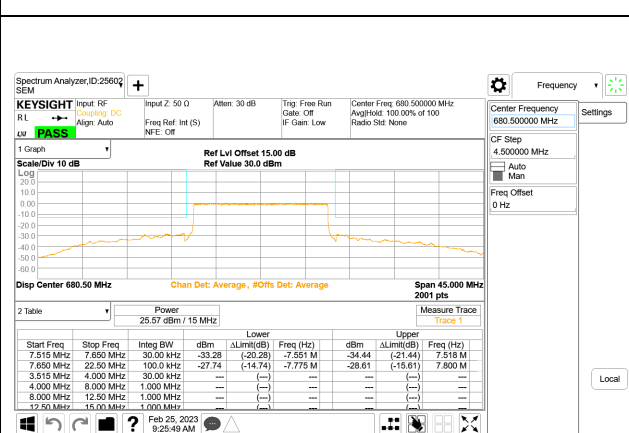 Spectrum Analyzer,ID:25602
SEM
Frequency
KEYSIGHT
Input: RF
Coupling: DC
Align: Auto
Input Z: 50 Ω
Freq Ref: Int (S)
NFE: Off
Atten: 30 dB
Trig: Free Run
Gate: Off
IF Gain: Low
Center Freq: 680.500000 MHz
Avg|Hold: 100.00% of 100
Radio Std: None
R L
LXI
PASS
Center Frequency
680.500000 MHz
Settings
CF Step
4.500000 MHz
Auto
Man
Freq Offset
0 Hz
1 Graph
Ref Lvl Offset 15.00 dB
Scale/Div 10 dB
Ref Value 30.0 dBm
Log
20.0
10.0
0.00
-10.0
-20.0
-30.0
-40.0
-50.0
-60.0
Disp Center 680.50 MHz
Chan Det: Average , #Offs Det: Average
Span 45.000 MHz
2001 pts
2 Table
Power
25.57 dBm / 15 MHz
Measure Trace
Trace 1
Lower Upper
Start Freq Stop Freq Integ BW dBm ΔLimit(dB) Freq (Hz) dBm ΔLimit(dB) Freq (Hz)
7.515 MHz 7.650 MHz 30.00 kHz -33.28 (-20.28) -7.551 M -34.44 (-21.44) 7.518 M
7.650 MHz 22.50 MHz 100.0 kHz -27.74 (-14.74) -7.775 M -28.61 (-15.61) 7.800 M
3.515 MHz 4.000 MHz 30.00 kHz --- (---) --- --- (---) ---
4.000 MHz 8.000 MHz 1.000 MHz --- (---) --- --- (---) ---
8.000 MHz 12.50 MHz 1.000 MHz --- (---) --- --- (---) ---
12.50 MHz 15.00 MHz 1.000 MHz --- (---) --- --- (---) ---
Local
?
Feb 25, 2023
9:25:49 AM